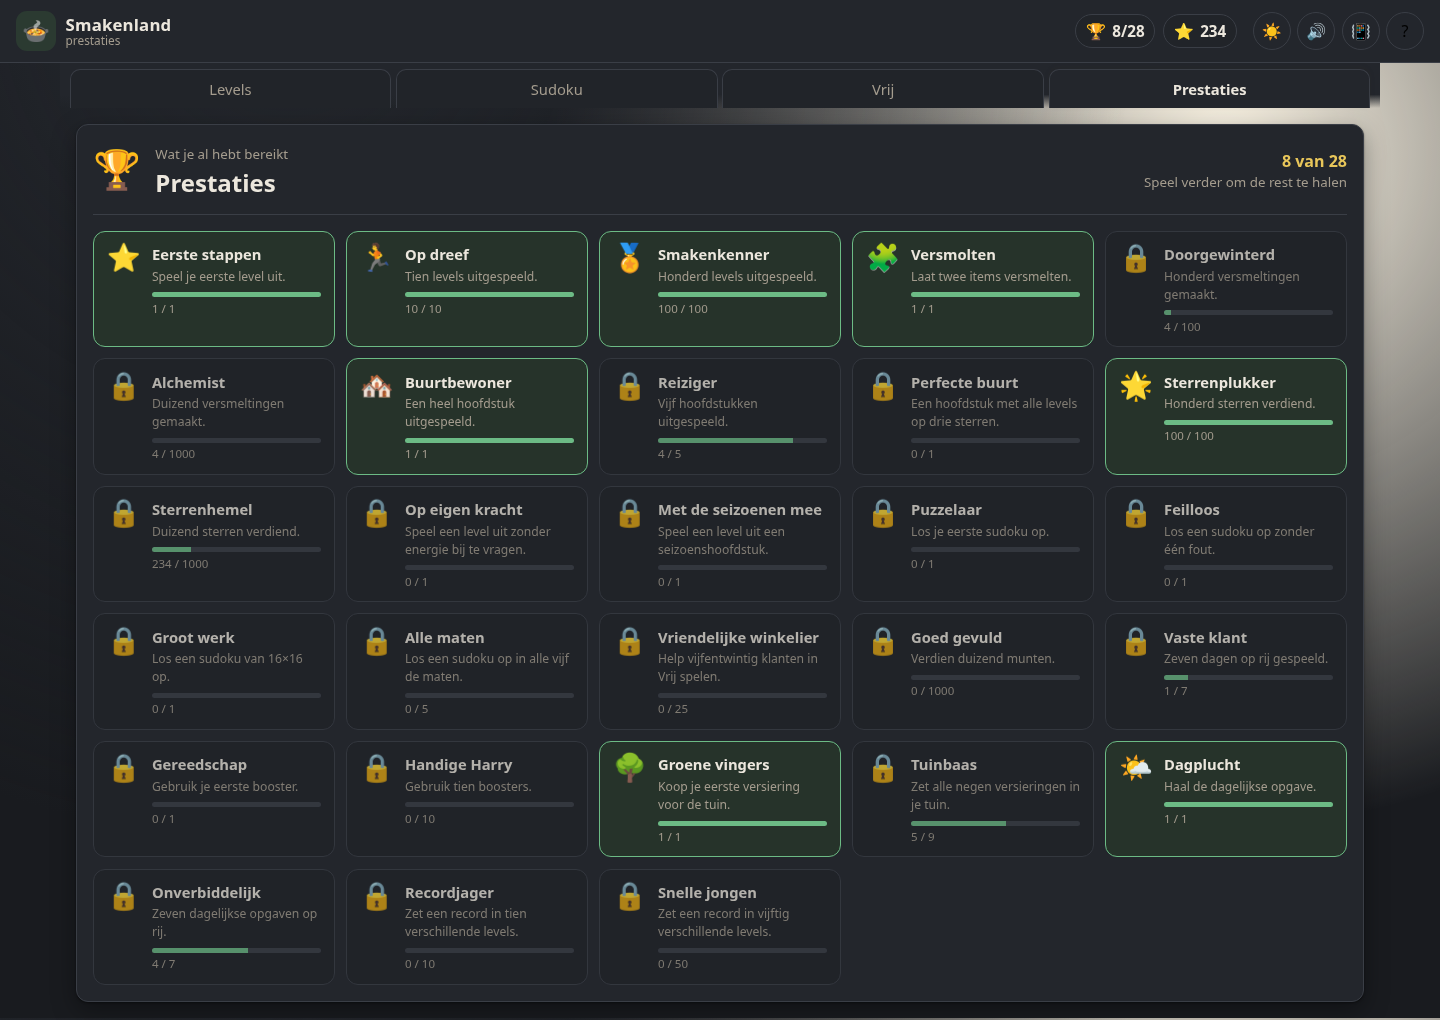 Smakenland
prestaties
8/28
234
?
Levels
Sudoku
Vrij
Prestaties
Wat je al hebt bereikt
Prestaties
8 van 28
Speel verder om de rest te halen
Eerste stappen
Speel je eerste level uit.
1 / 1
Op dreef
Tien levels uitgespeeld.
10 / 10
Smakenkenner
Honderd levels uitgespeeld.
100 / 100
Versmolten
Laat twee items versmelten.
1 / 1
Doorgewinterd
Honderd versmeltingen
gemaakt.
4 / 100
Alchemist
Duizend versmeltingen
gemaakt.
4 / 1000
Buurtbewoner
Een heel hoofdstuk
uitgespeeld.
1 / 1
Reiziger
Vijf hoofdstukken
uitgespeeld.
4 / 5
Perfecte buurt
Een hoofdstuk met alle levels
op drie sterren.
0 / 1
Sterrenplukker
Honderd sterren verdiend.
100 / 100
Sterrenhemel
Duizend sterren verdiend.
234 / 1000
Op eigen kracht
Speel een level uit zonder
energie bij te vragen.
0 / 1
Met de seizoenen mee
Speel een level uit een
seizoenshoofdstuk.
0 / 1
Puzzelaar
Los je eerste sudoku op.
0 / 1
Feilloos
Los een sudoku op zonder
één fout.
0 / 1
Groot werk
Los een sudoku van 16×16
op.
0 / 1
Alle maten
Los een sudoku op in alle vijf
de maten.
0 / 5
Vriendelijke winkelier
Help vijfentwintig klanten in
Vrij spelen.
0 / 25
Goed gevuld
Verdien duizend munten.
0 / 1000
Vaste klant
Zeven dagen op rij gespeeld.
1 / 7
Gereedschap
Gebruik je eerste booster.
0 / 1
Handige Harry
Gebruik tien boosters.
0 / 10
Groene vingers
Koop je eerste versiering
voor de tuin.
1 / 1
Tuinbaas
Zet alle negen versieringen in
je tuin.
5 / 9
Dagplucht
Haal de dagelijkse opgave.
1 / 1
Onverbiddelijk
Zeven dagelijkse opgaven op
rij.
4 / 7
Recordjager
Zet een record in tien
verschillende levels.
0 / 10
Snelle jongen
Zet een record in vijftig
verschillende levels.
0 / 50